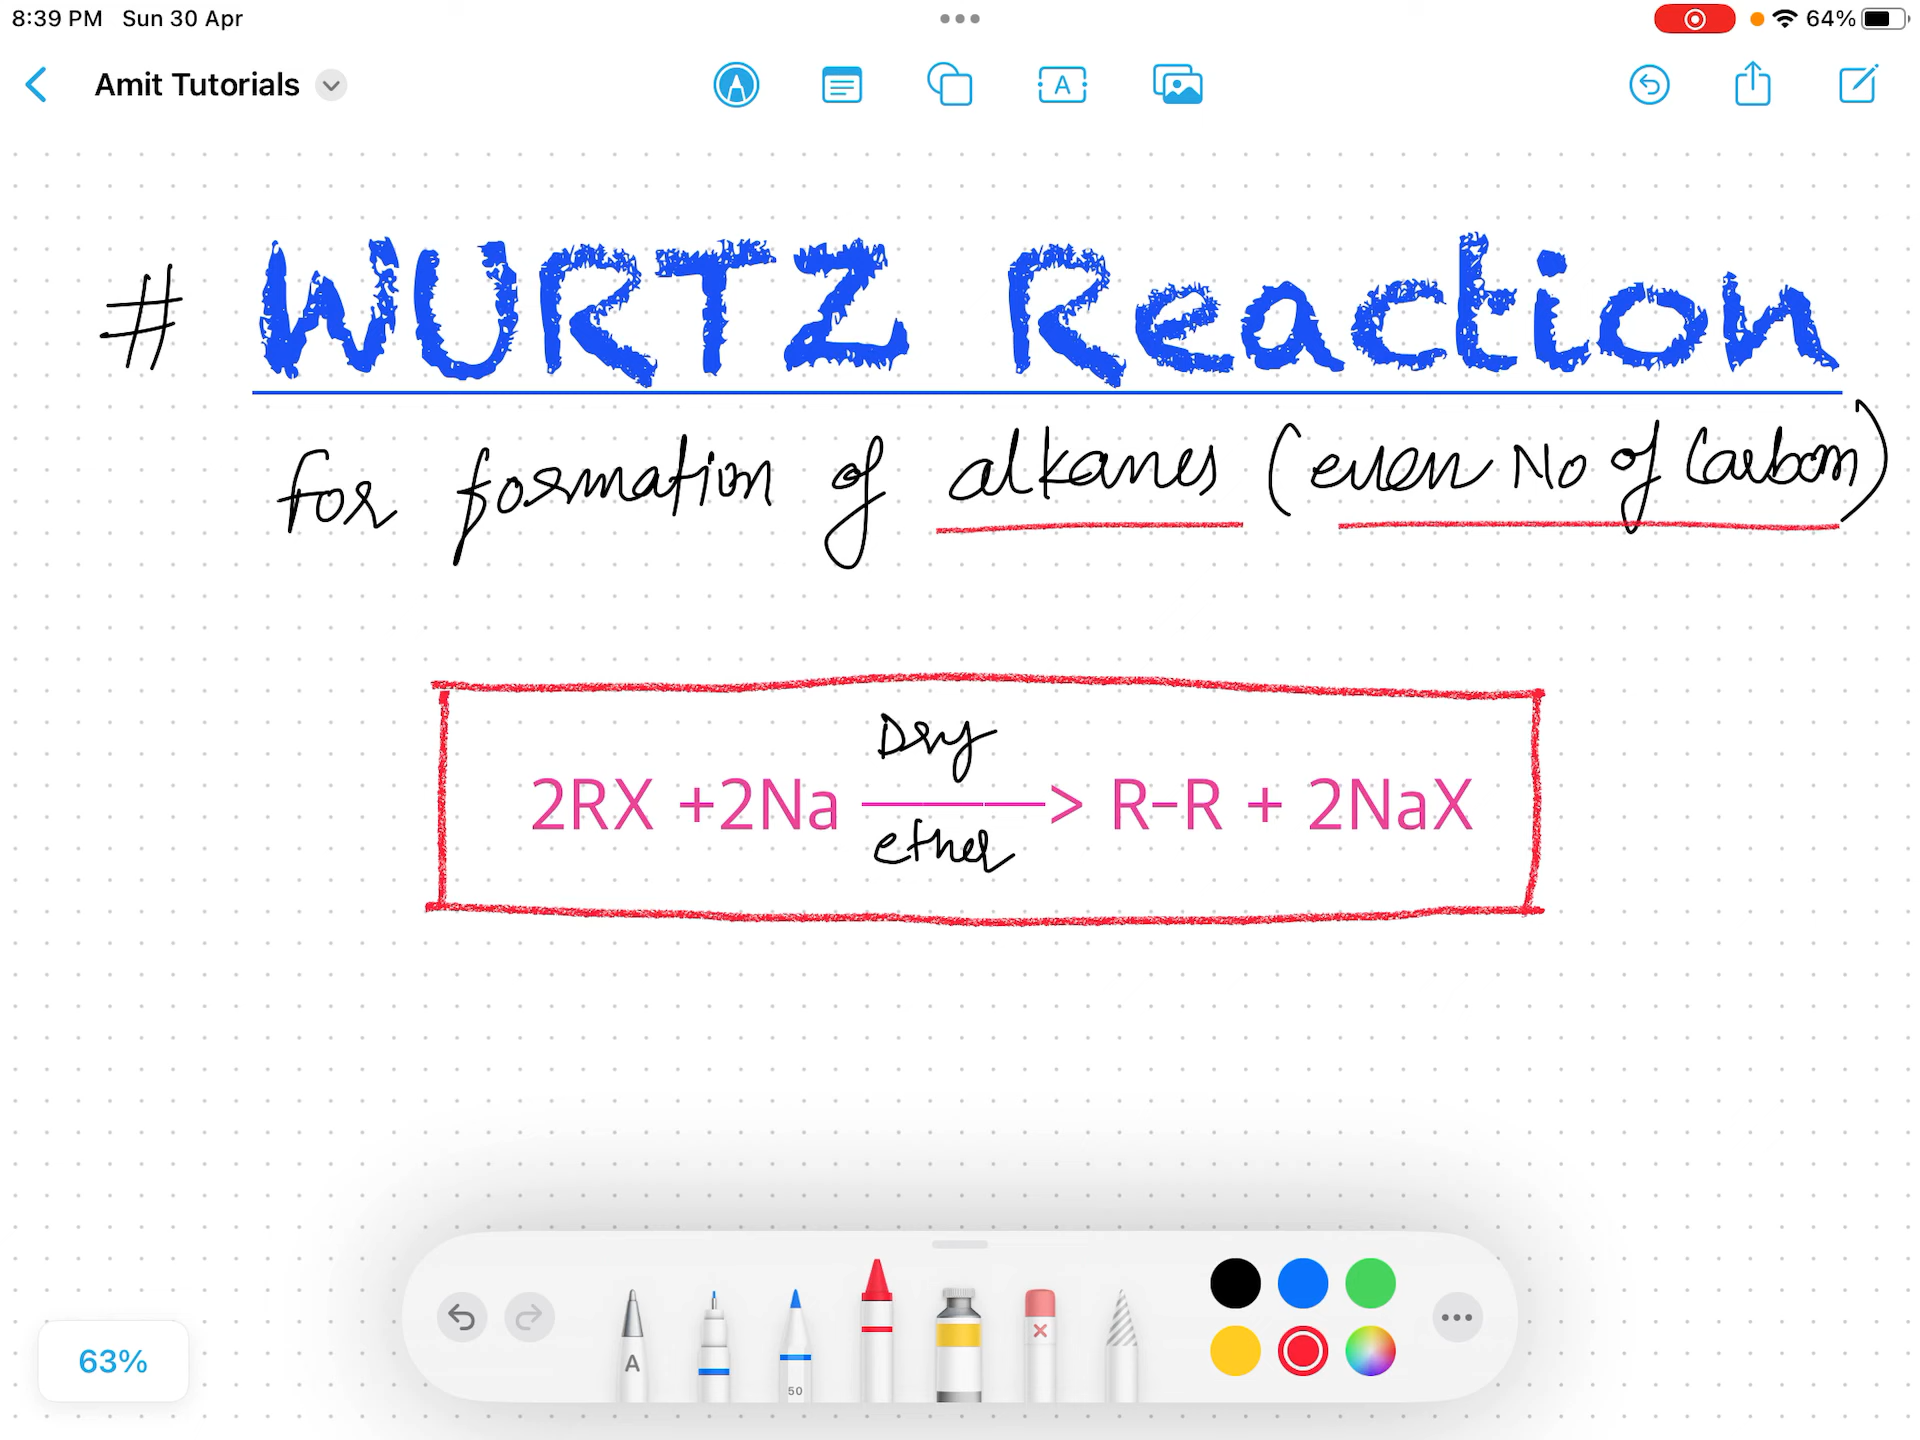 8:39 PM Sun 30 Apr
64%
Amit Tutorials
A
# WURTZ Reaction
for formation of alkanes (even No of Carbon)
Dry
2RX +2Na ———> R-R + 2NaX
ether
A
50
63%